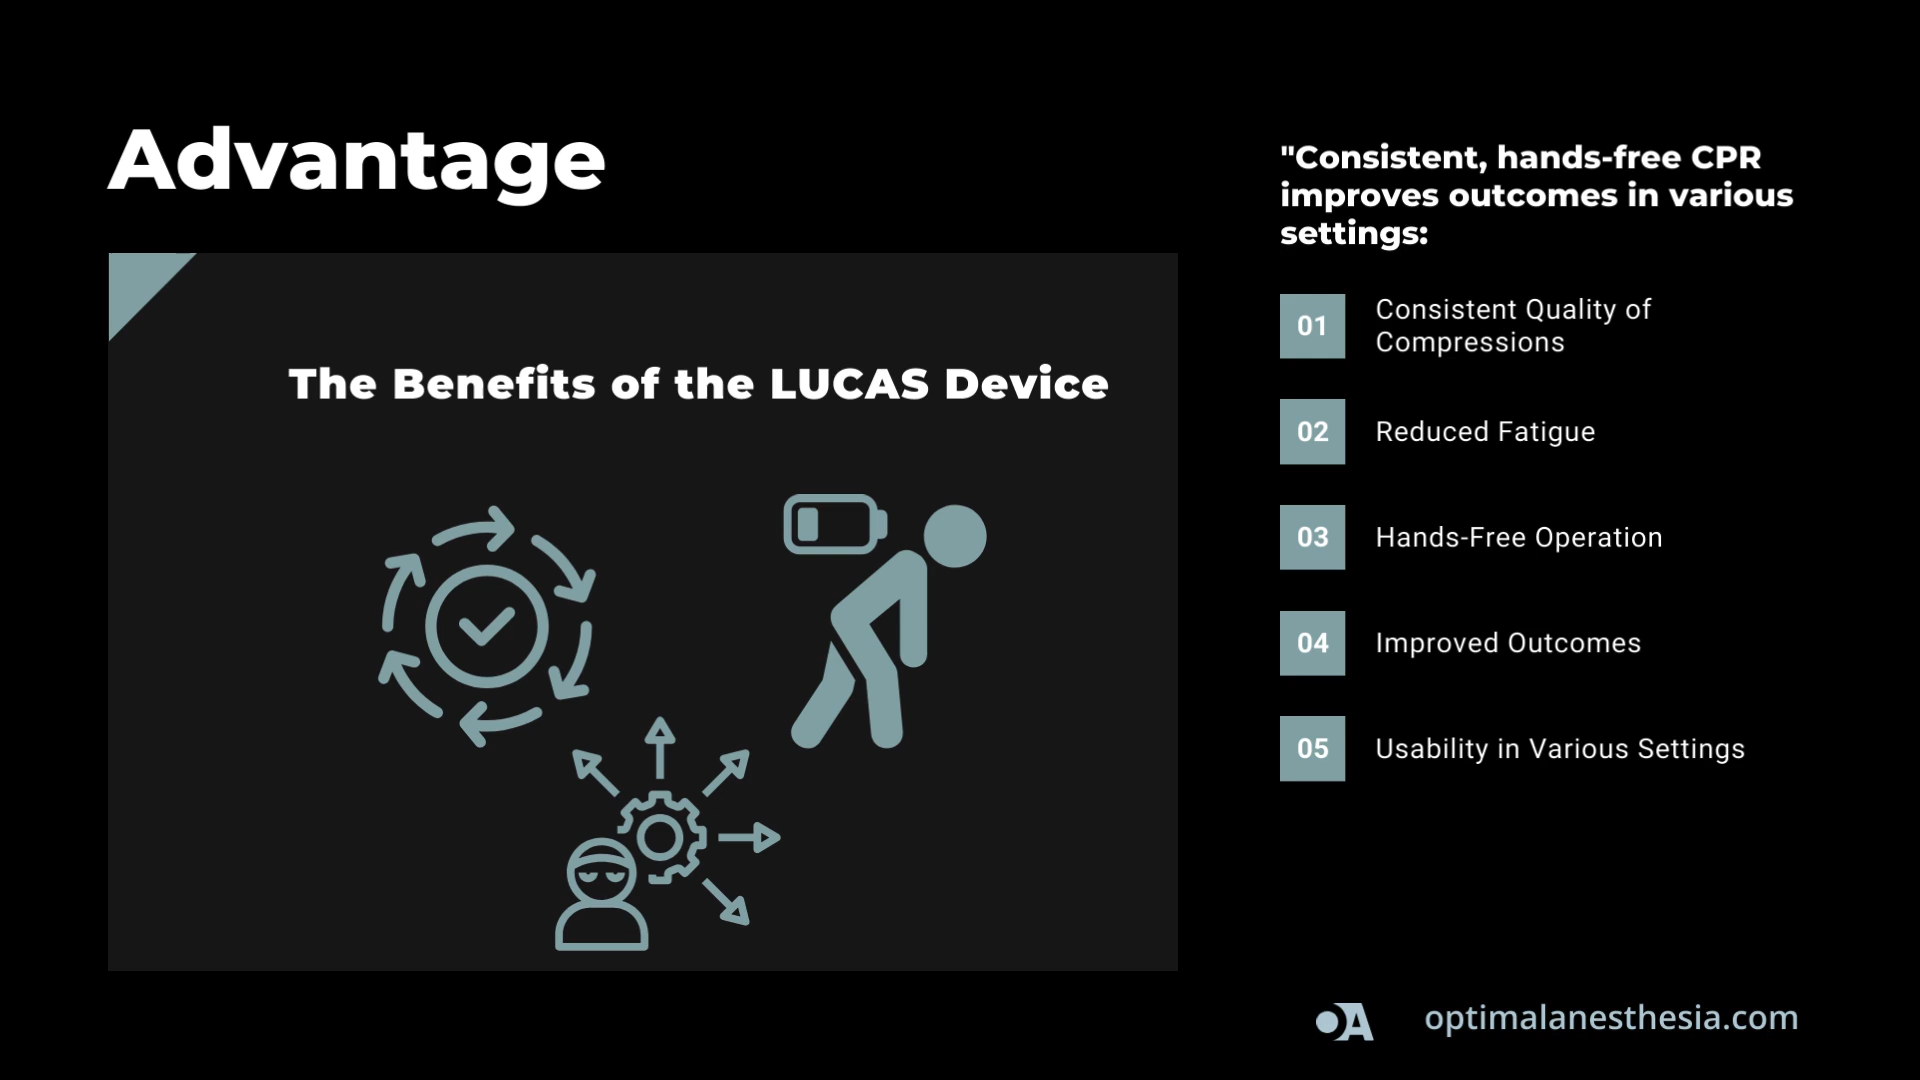 Advantage
The Benefits of the LUCAS Device
"Consistent, hands-free CPR
improves outcomes in various
settings:
01 Consistent Quality of
Compressions
02 Reduced Fatigue
03 Hands-Free Operation
04 Improved Outcomes
05 Usability in Various Settings
OA optimalanesthesia.com